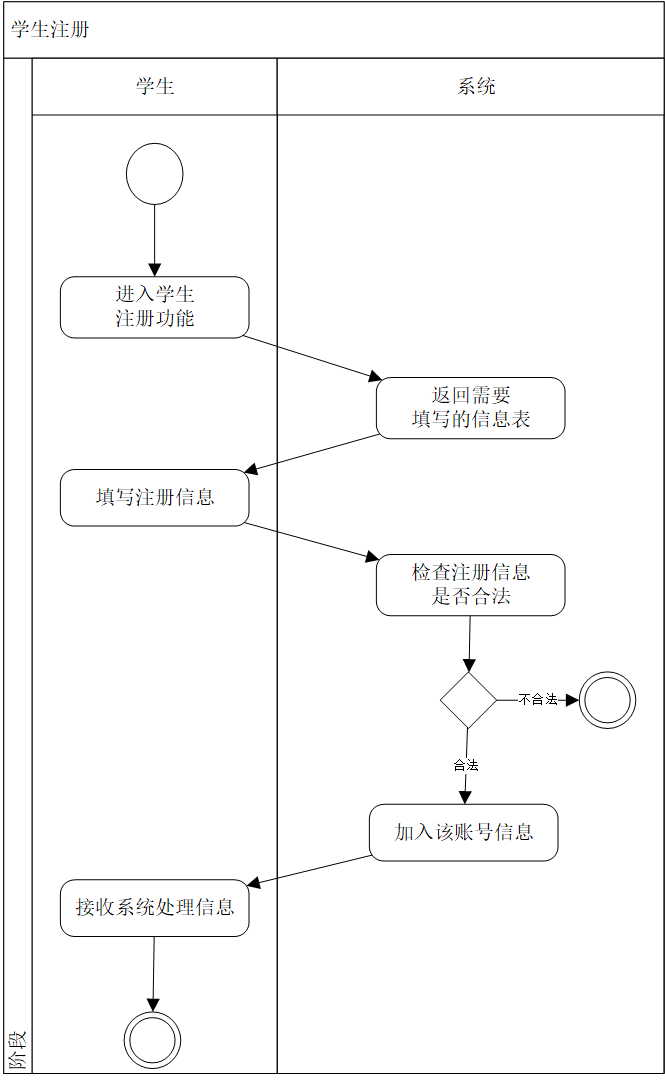 学生注册
学生
系统
进入学生
注册功能
返回需要
填写的信息表
填写注册信息
检查注册信息
是否合法
不合法
合法
加入该账号信息
接收系统处理信息
阶段